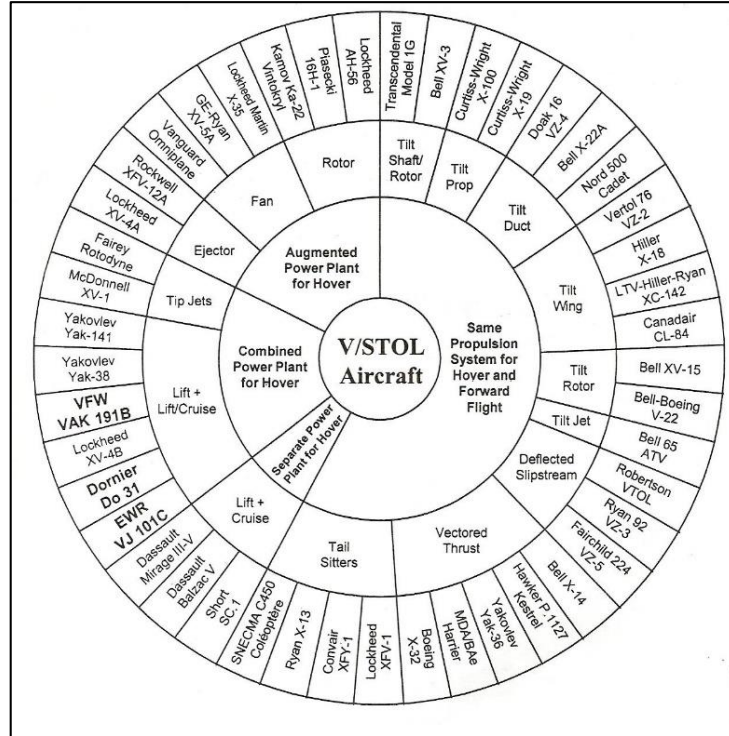 V/STOL
Aircraft
Same
Propulsion
System for
Hover and
Forward
Flight
Separate Power
Plant for Hover
Combined
Power Plant
for Hover
Augmented
Power Plant
for Hover
Tilt
Shaft/
Rotor
Tilt
Prop
Tilt
Duct
Tilt
Wing
Tilt
Rotor
Tilt Jet
Deflected
Slipstream
Vectored
Thrust
Tail
Sitters
Lift +
Cruise
Lift +
Lift/Cruise
Tip Jets
Ejector
Fan
Rotor
Transcendental
Model 1G
Bell XV-3
Curtiss-Wright
X-100
Curtiss-Wright
X-19
Doak 16
VZ-4
Bell X-22A
Nord 500
Cadet
Vertol 76
VZ-2
Hiller
X-18
LTV-Hiller-Ryan
XC-142
Canadair
CL-84
Bell XV-15
Bell-Boeing
V-22
Bell 65
ATV
Robertson
VTOL
Ryan 92
VZ-3
Fairchild 224
VZ-5
Bell X-14
Hawker P.1127
Kestrel
Yakovlev
Yak-36
MDA/BAe
Harrier
Boeing
X-32
Lockheed
XFV-1
Convair
XFY-1
Ryan X-13
SNECMA C450
Coléoptère
Short
SC.1
Dassault
Balzac V
Dassault
Mirage III-V
EWR
VJ 101C
Dornier
Do 31
Lockheed
XV-4B
VFW
VAK 191B
Yakovlev
Yak-38
Yakovlev
Yak-141
McDonnell
XV-1
Fairey
Rotodyne
Lockheed
XV-4A
Rockwell
XFV-12A
Vanguard
Omniplane
GE-Ryan
XV-5A
Lockheed Martin
X-35
Kamov Ka-22
Vintokryl
Piasecki
16H-1
Lockheed
AH-56